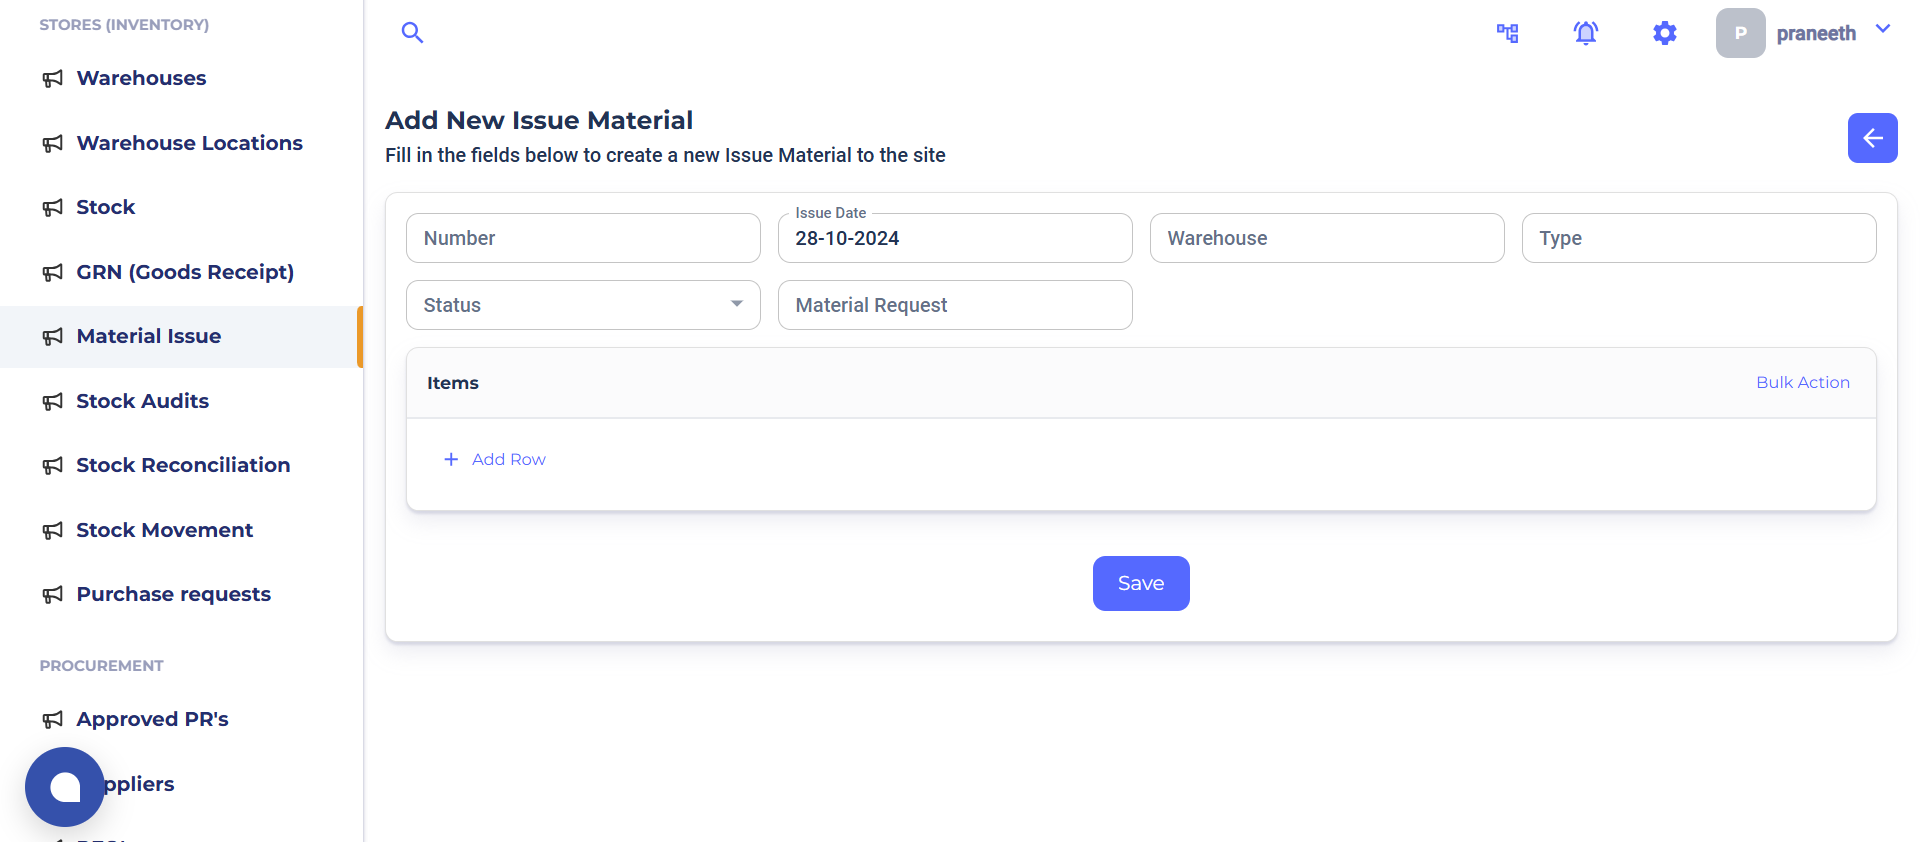 STORES (INVENTORY)
Warehouses
Warehouse Locations
Stock
GRN (Goods Receipt)
Material Issue
Stock Audits
Stock Reconciliation
Stock Movement
Purchase requests
PROCUREMENT
Approved PR's
ppliers
P
praneeth
Add New Issue Material
Fill in the fields below to create a new Issue Material to the site
Number
Issue Date
28-10-2024
Warehouse
Type
Status
Material Request
Items
Bulk Action
+ Add Row
Save